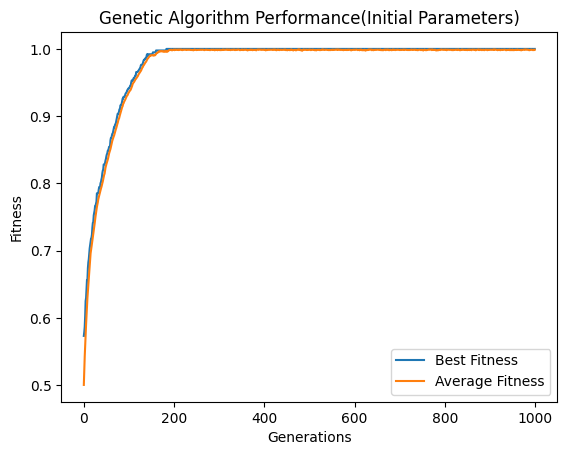 Genetic Algorithm Performance(Initial Parameters)
1.0
0.9
0.8
0.7
0.6
0.5
Fitness
0
200
400
600
800
1000
Generations
Best Fitness
Average Fitness